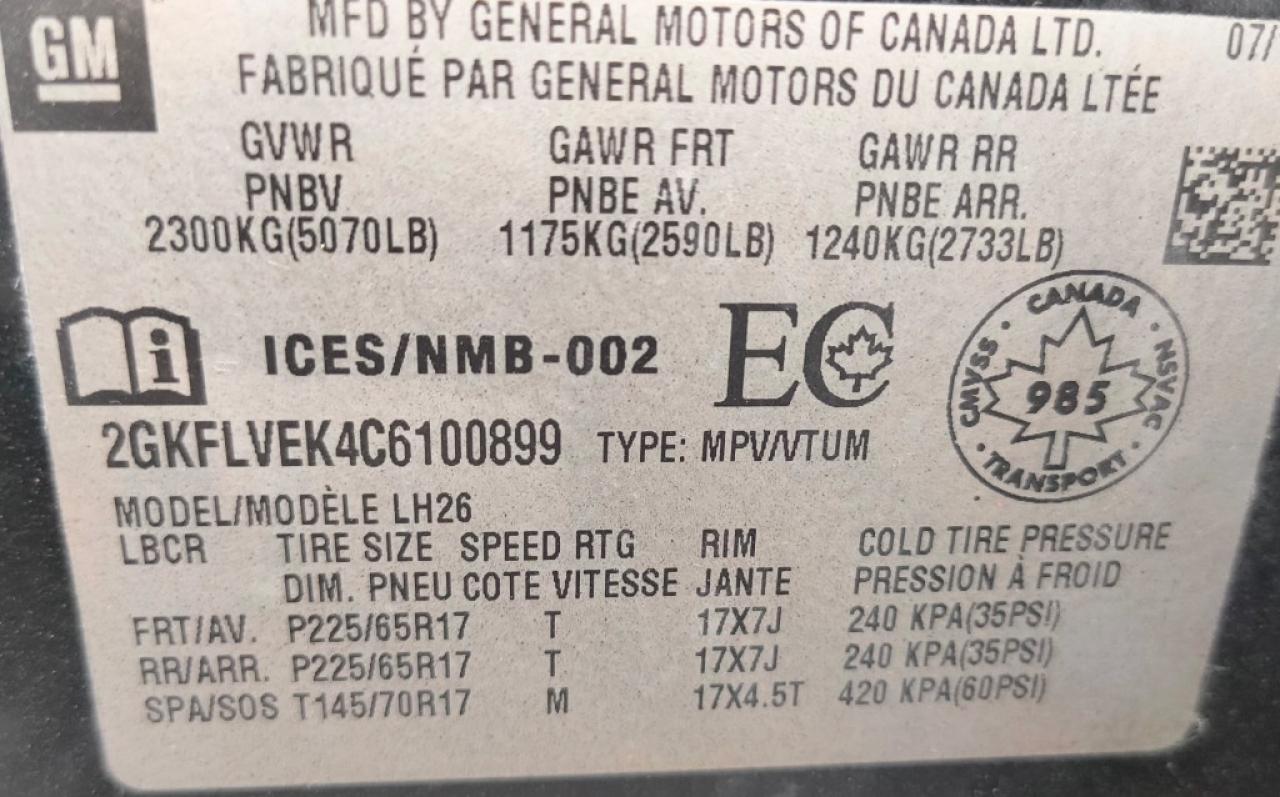 GM
MFD BY GENERAL MOTORS OF CANADA LTD. 07/
FABRIQUÉ PAR GENERAL MOTORS DU CANADA LTÉE
GVWR GAWR FRT GAWR RR
PNBV PNBE AV. PNBE ARR.
2300KG(5070LB) 1175KG(2590LB) 1240KG(2733LB)
i ICES/NMB-002 EC
CANADA
CMVSS · NSVAC
985
TRANSPORT
2GKFLVEK4C6100899 TYPE: MPV/VTUM
MODEL/MODÈLE LH26
LBCR TIRE SIZE SPEED RTG RIM COLD TIRE PRESSURE
DIM. PNEU COTE VITESSE JANTE PRESSION À FROID
FRT/AV. P225/65R17 T 17X7J 240 KPA(35PSI)
RR/ARR. P225/65R17 T 17X7J 240 KPA(35PSI)
SPA/SOS T145/70R17 M 17X4.5T 420 KPA(60PSI)